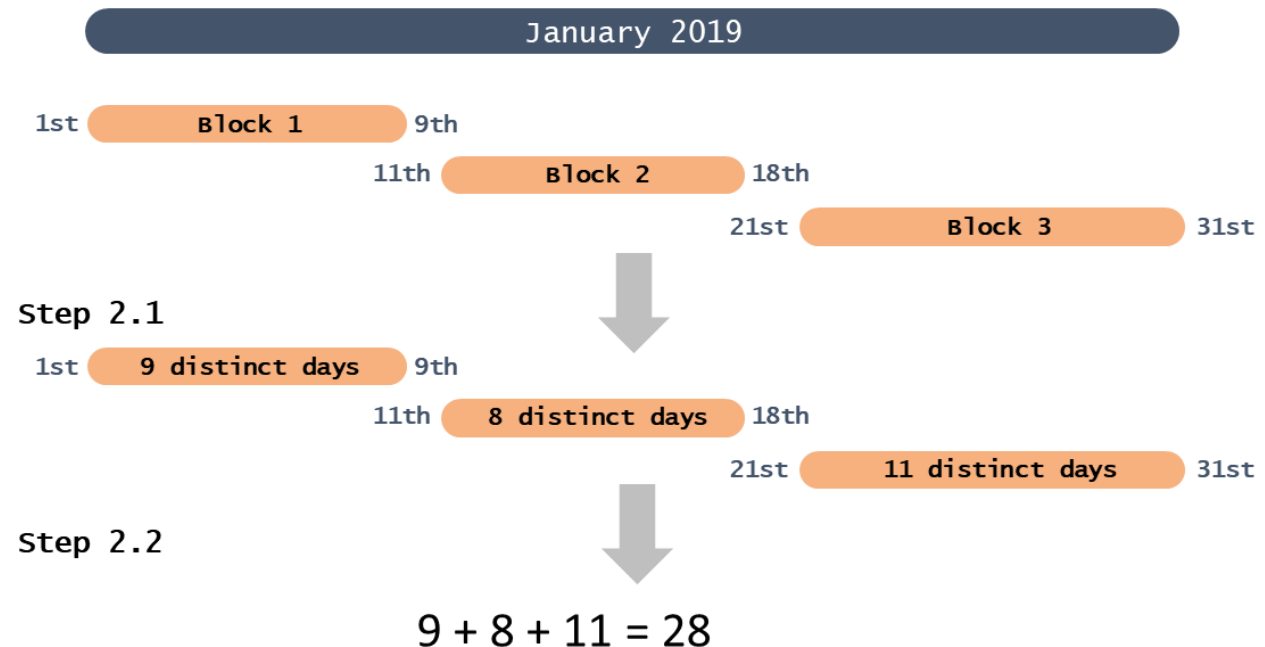 January 2019
1st Block 1 9th
11th Block 2 18th
21st Block 3 31st
Step 2.1
1st 9 distinct days 9th
11th 8 distinct days 18th
21st 11 distinct days 31st
Step 2.2
9 + 8 + 11 = 28